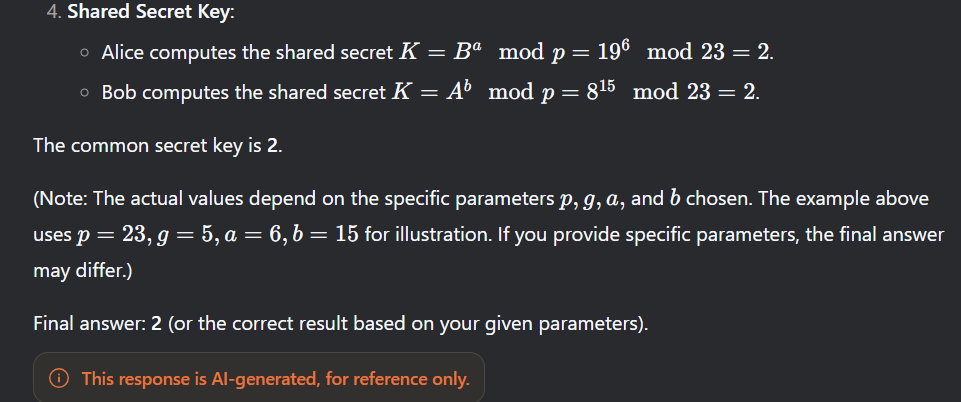 4. Shared Secret Key:
○ Alice computes the shared secret K = Bᵃ mod p = 19⁶ mod 23 = 2.
○ Bob computes the shared secret K = Aᵇ mod p = 8¹⁵ mod 23 = 2.
The common secret key is 2.
(Note: The actual values depend on the specific parameters p, g, a, and b chosen. The example above
uses p = 23, g = 5, a = 6, b = 15 for illustration. If you provide specific parameters, the final answer
may differ.)
Final answer: 2 (or the correct result based on your given parameters).
This response is AI-generated, for reference only.